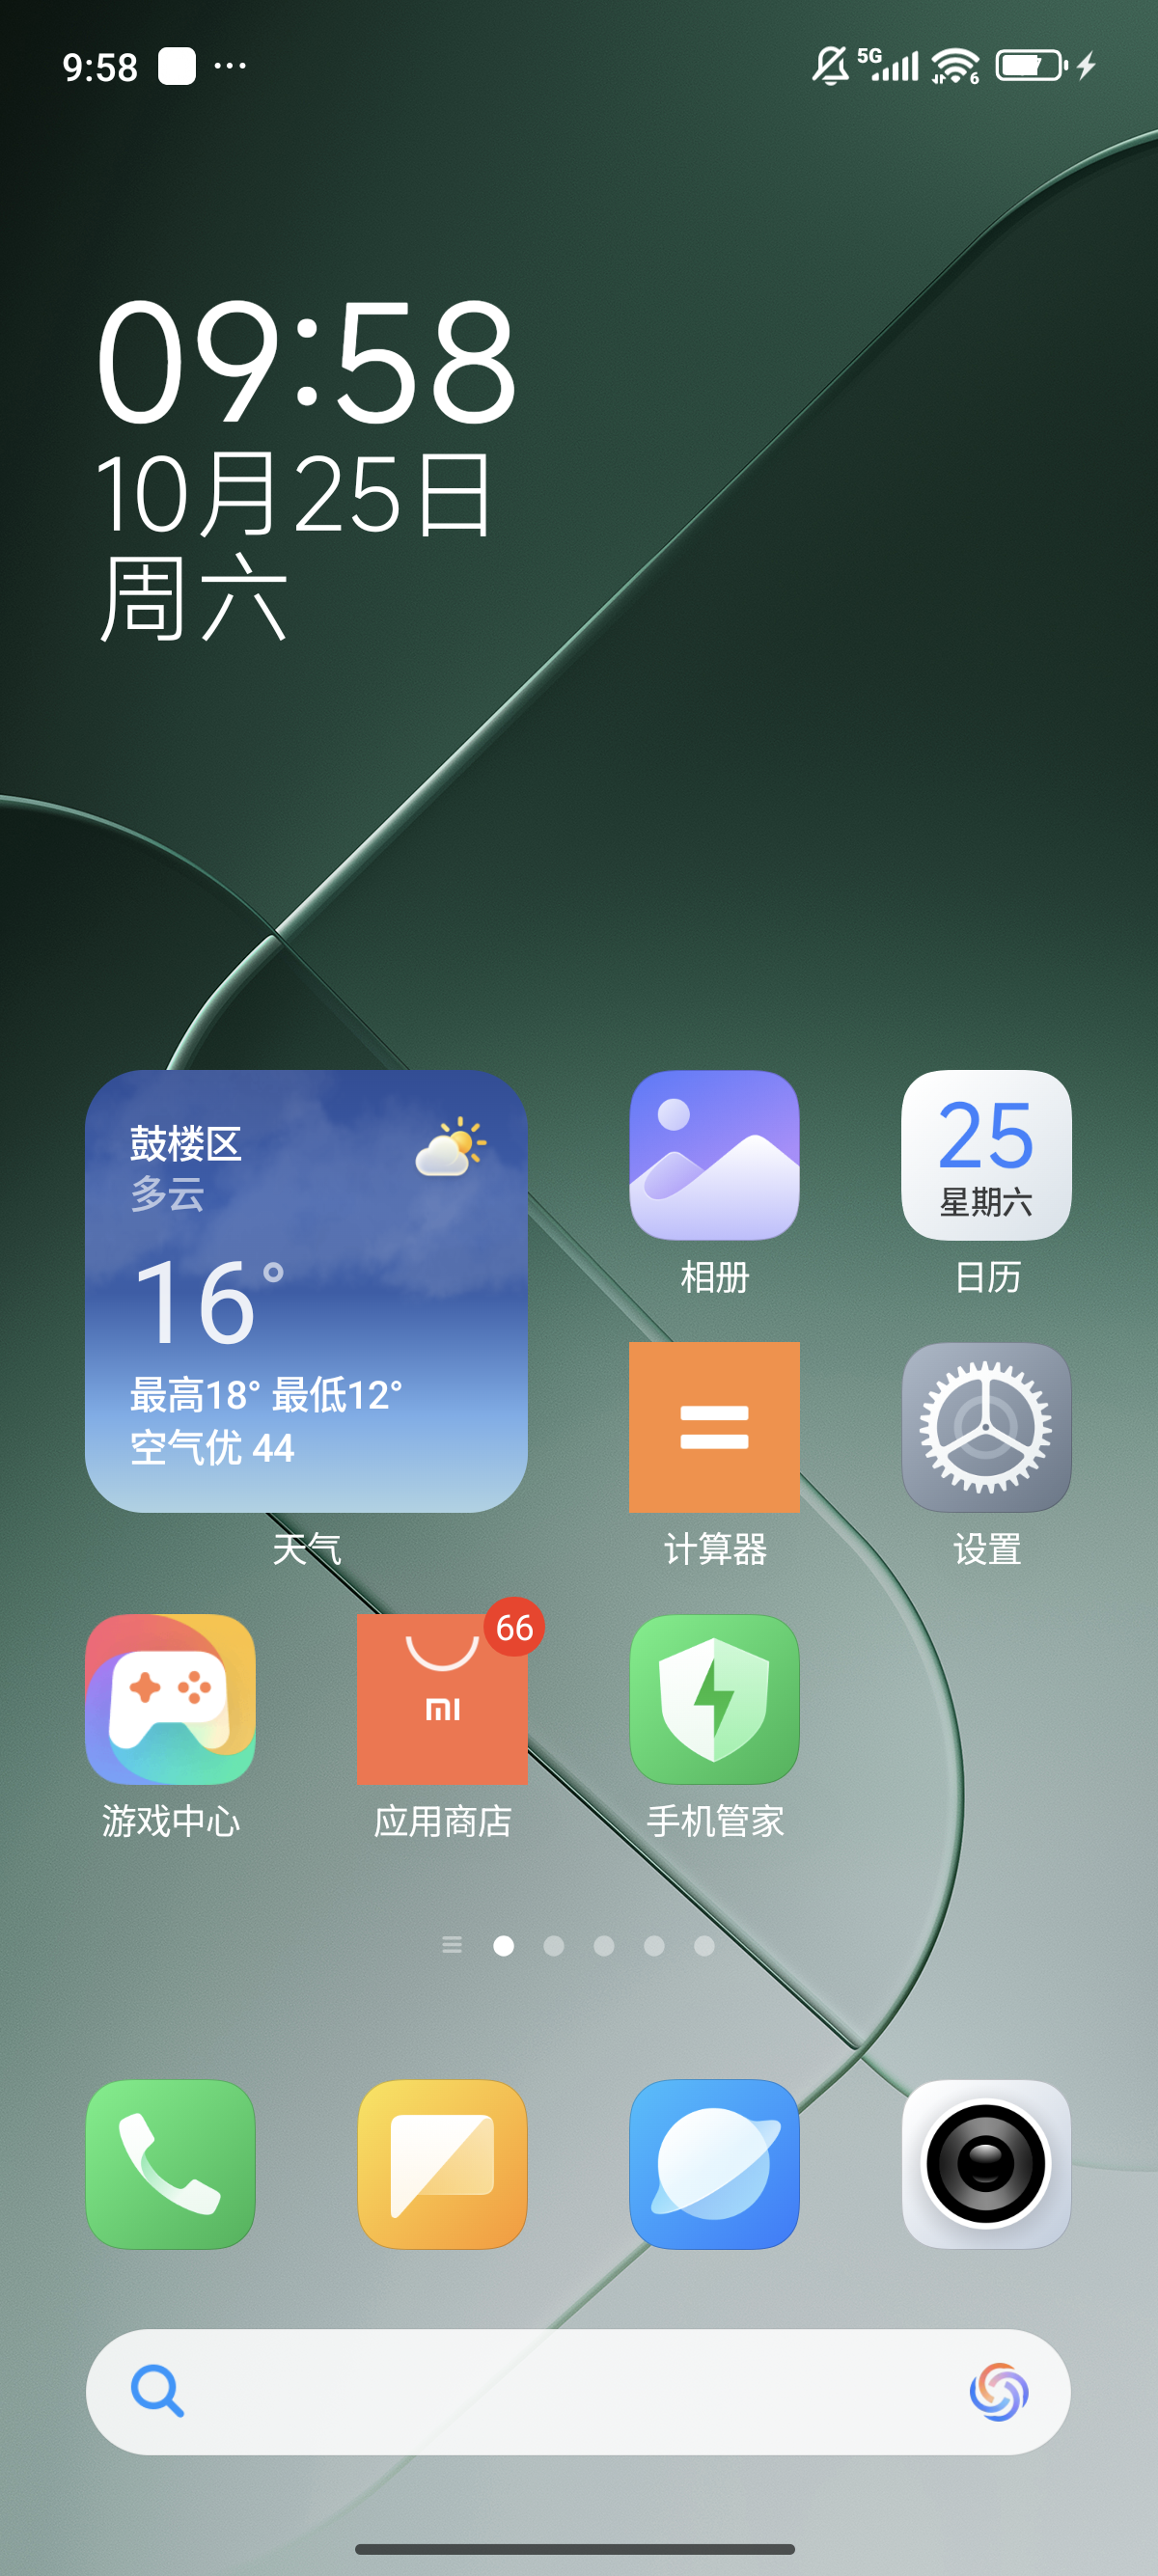 9:58
5G
6
09:58
10月25日
周六
鼓楼区
多云
16°
最高18° 最低12°
空气优 44
天气
25
星期六
相册
日历
计算器
设置
66
mi
游戏中心
应用商店
手机管家